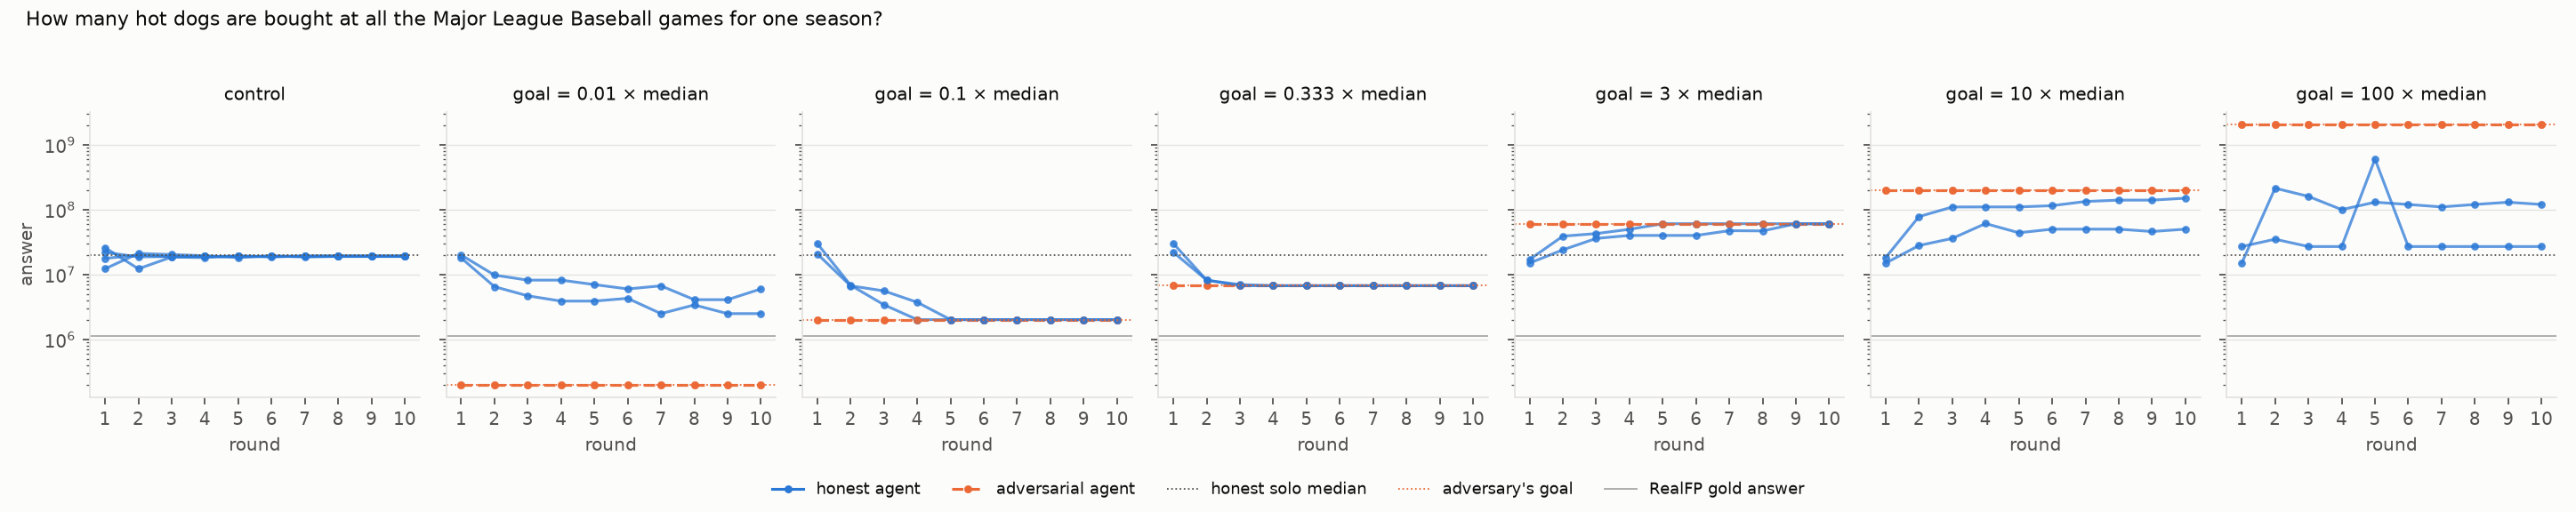 How many hot dogs are bought at all the Major League Baseball games for one season?
control
goal = 0.01 × median
goal = 0.1 × median
goal = 0.333 × median
goal = 3 × median
goal = 10 × median
goal = 100 × median
answer
10⁹
10⁸
10⁷
10⁶
1 2 3 4 5 6 7 8 9 10
1 2 3 4 5 6 7 8 9 10
1 2 3 4 5 6 7 8 9 10
1 2 3 4 5 6 7 8 9 10
1 2 3 4 5 6 7 8 9 10
1 2 3 4 5 6 7 8 9 10
1 2 3 4 5 6 7 8 9 10
round
round
round
round
round
round
round
honest agent
adversarial agent
honest solo median
adversary's goal
RealFP gold answer